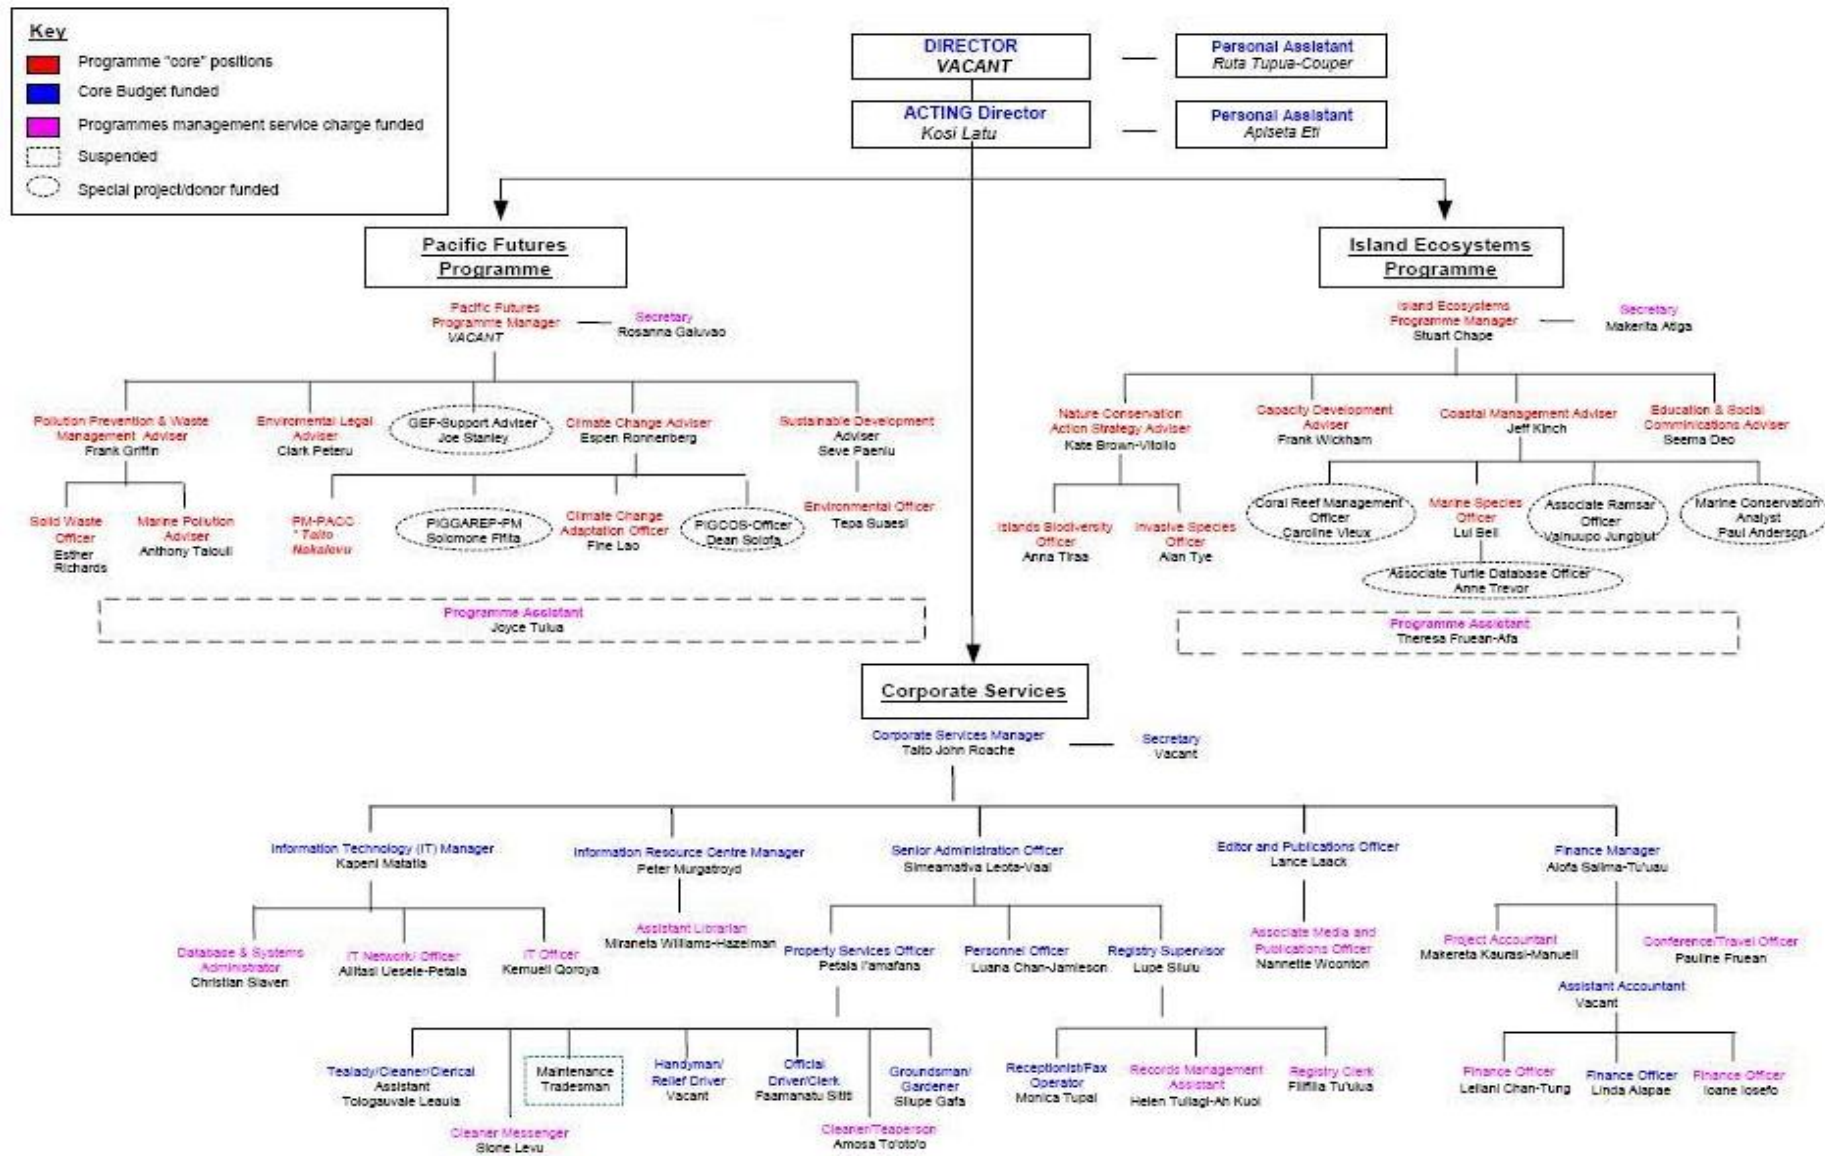 Key
Programme "core" positions
Core Budget funded
Programmes management service charge funded
Suspended
Special project/donor funded
DIRECTOR
VACANT
Personal Assistant
Ruta Tupua-Couper
ACTING Director
Kosi Latu
Personal Assistant
Apiseta Eti
Pacific Futures
Programme
Island Ecosystems
Programme
Pacific Futures
Programme Manager
VACANT
Secretary
Rosanna Galuvao
Island Ecosystems
Programme Manager
Stuart Chape
Secretary
Makerita Atiga
Pollution Prevention & Waste
Management Adviser
Frank Griffin
Enviromental Legal
Adviser
Clark Peteru
GEF-Support Adviser
Joe Stanley
Climate Change Adviser
Espen Ronnenberg
Sustainable Development
Adviser
Seve Paeniu
Nature Conservation
Action Strategy Adviser
Kate Brown-Vitolio
Capacity Development
Adviser
Frank Wickham
Coastal Management Adviser
Jeff Kinch
Education & Social
Commincations Adviser
Seema Deo
Solid Waste
Officer
Esther
Richards
Marine Pollution
Adviser
Anthony Talouli
PM-PACC
* Taito
Nakalevu
PIGGAREP-PM
Solomone Fifita
Climate Change
Adaptation Officer
Fine Lao
PIGCOS-Officer
Dean Solofa
Environmental Officer
Tepa Suaesi
Islands Biodiversity
Officer
Anna Tiraa
Invasive Species
Officer
Alan Tye
Coral Reef Management
Officer
Caroline Vieux
Marine Species
Officer
Lui Bell
Associate Ramsar
Officer
Vainuupo Jungblut
Marine Conservation
Analyst
Paul Anderson
Associate Turtle Database Officer
Anne Trevor
Programme Assistant
Joyce Tulua
Programme Assistant
Theresa Fruean-Afa
Corporate Services
Corporate Services Manager
Taito John Roache
Secretary
Vacant
Information Technology (IT) Manager
Kapeni Matatia
Information Resource Centre Manager
Peter Murgatroyd
Senior Administration Officer
Simeamativa Leota-Vaai
Editor and Publications Officer
Lance Laack
Finance Manager
Alofa Salima-Tu'uau
Database & Systems
Administrator
Christian Slaven
IT Network/ Officer
Ailitasi Uesele-Petaia
IT Officer
Kemueli Qoroya
Assistant Librarian
Miraneta Williams-Hazelman
Property Services Officer
Petaia I'amafana
Personnel Officer
Luana Chan-Jamieson
Registry Supervisor
Lupe Silulu
Associate Media and
Publications Officer
Nannette Woonton
Project Accountant
Makereta Kaurasi-Manueli
Conference/Travel Officer
Pauline Fruean
Assistant Accountant
Vacant
Tealady/Cleaner/Clerical
Assistant
Tologauvale Leaula
Maintenance
Tradesman
Handyman/
Relief Driver
Vacant
Official
Driver/Clerk
Faamanatu Sititi
Groundsman/
Gardener
Silupe Gafa
Receptionist/Fax
Operator
Monica Tupai
Records Management
Assistant
Helen Tuilagi-Ah Kuoi
Registry Clerk
Filifilia Tu'ulua
Finance Officer
Leilani Chan-Tung
Finance Officer
Linda Alapae
Finance Officer
Ioane Iosefo
Cleaner Messenger
Sione Levu
Cleaner/Teaperson
Amosa To'oto'o